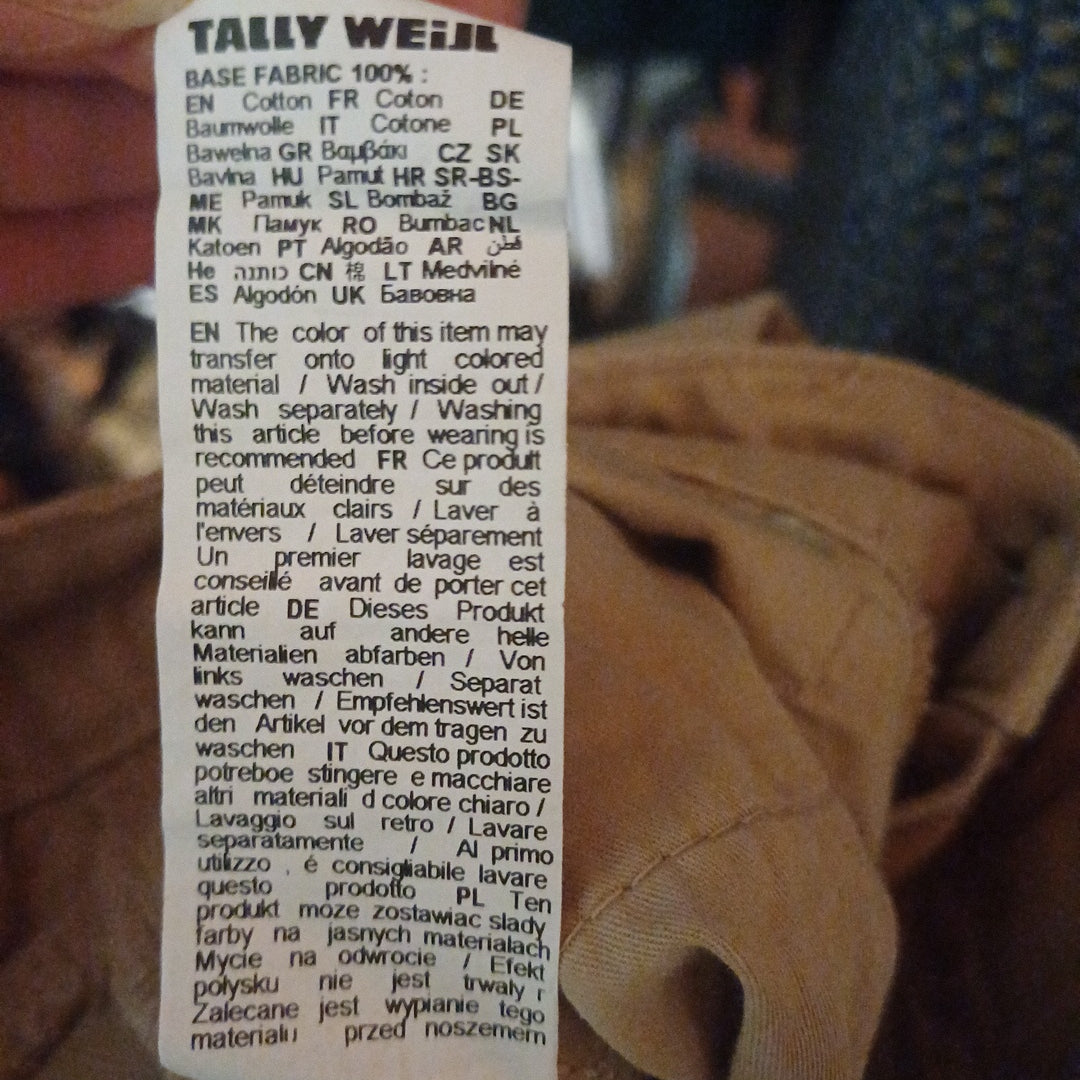 TALLY WEiJL
BASE FABRIC 100% :
EN Cotton FR Coton DE
Baumwolle IT Cotone PL
Bawełna GR Βαμβάκι CZ SK
Bavlna HU Pamut HR SR-BS-
ME Pamuk SL Bombaž BG
MK Памук RO Bumbac NL
Katoen PT Algodão AR قطن
He כותנה CN 棉 LT Medvilnė
ES Algodón UK Бавовна
EN The color of this item may
transfer onto light colored
material / Wash inside out /
Wash separately / Washing
this article before wearing is
recommended FR Ce produit
peut déteindre sur des
matériaux clairs / Laver à
l'envers / Laver séparement
Un premier lavage est
conseillé avant de porter cet
article DE Dieses Produkt
kann auf andere helle
Materialien abfarben / Von
links waschen / Separat
waschen / Empfehlenswert ist
den Artikel vor dem tragen zu
waschen IT Questo prodotto
potreboe stingere e macchiare
altri materiali d colore chiaro /
Lavaggio sul retro / Lavare
separatamente / Al primo
utilizzo , é consigliabile lavare
questo prodotto PL Ten
produkt moze zostawiac slady
farby na jasnych materialach
Mycie na odwrocie / Efekt
polysku nie jest trwaly r
Zalecane jest wypranie tego
materialu przed noszemem